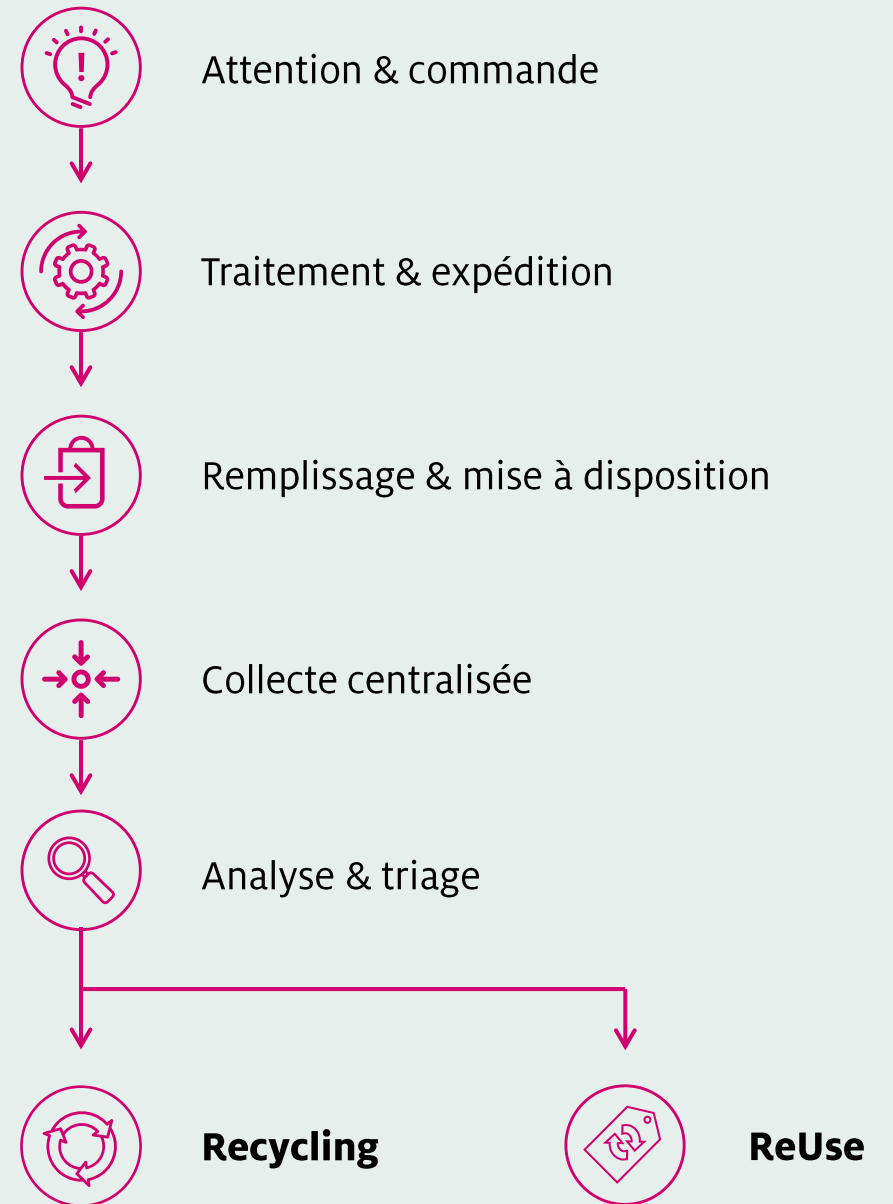 Attention & commande
Traitement & expédition
Remplissage & mise à disposition
Collecte centralisée
Analyse & triage
Recycling
ReUse